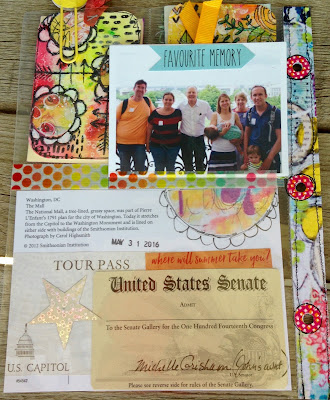 FAVOURITE MEMORY
Washington, DC
The Mall
The National Mall, a tree-lined, grassy space, was part of Pierre
L'Enfant's 1791 plan for the city of Washington. Today it stretches
from the Capitol to the Washington Monument and is lined on
either side with buildings of the Smithsonian Institution.
Photograph by Carol Highsmith
© 2012 Smithsonian Institution
MAY 31 2016
TOUR PASS
where will summer take you?
United States Senate
ADMIT
To the Senate Gallery for the One Hundred Fourteenth Congress
Please see reverse side for rules of the Senate Gallery.
U.S. CAPITOL